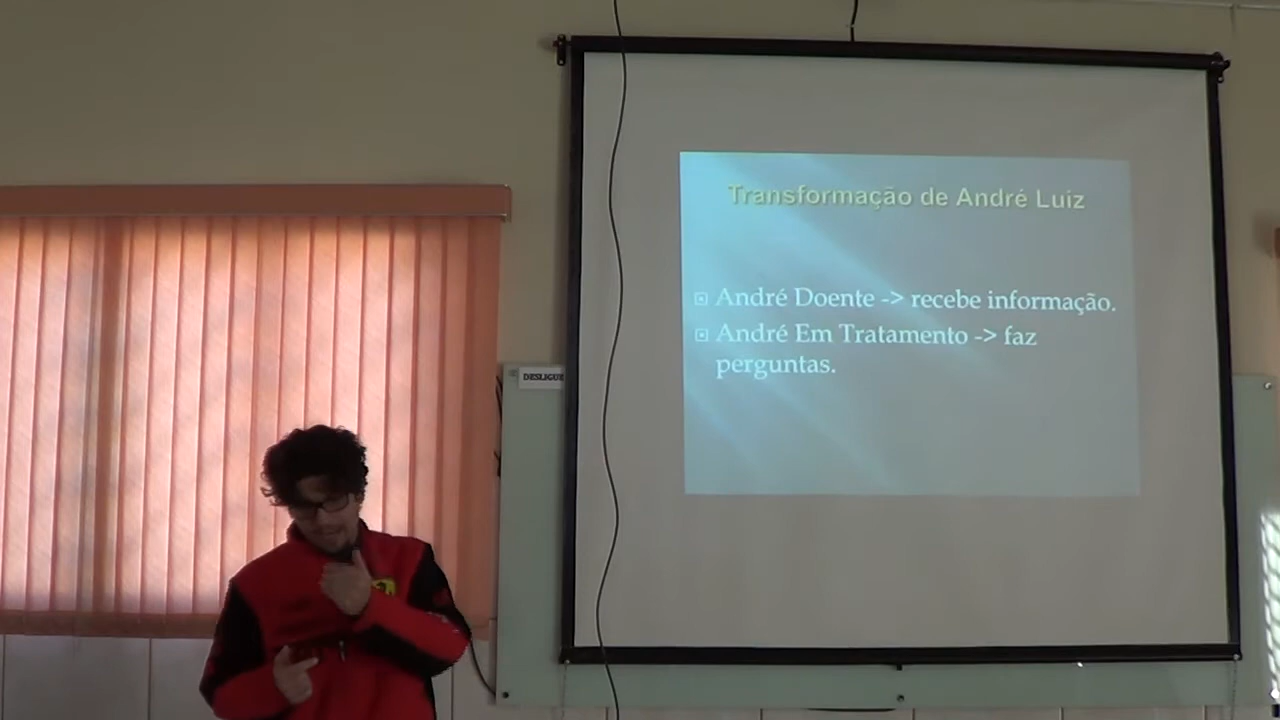 Transformação de André Luiz
André Doente -> recebe informação.
André Em Tratamento -> faz
perguntas.
DESLIGUE